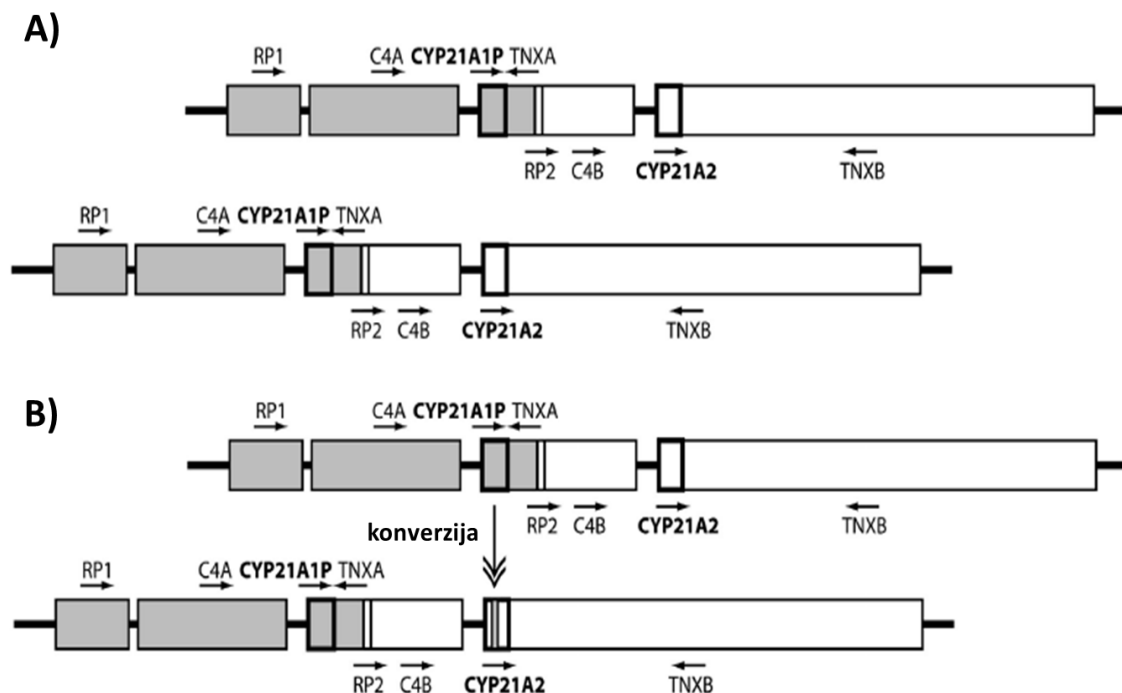 A)
RP1 C4A CYP21A1P TNXA
RP2 C4B CYP21A2 TNXB
RP1 C4A CYP21A1P TNXA
RP2 C4B CYP21A2 TNXB
B)
RP1 C4A CYP21A1P TNXA
RP2 C4B CYP21A2 TNXB
konverzija
RP1 C4A CYP21A1P TNXA
RP2 C4B CYP21A2 TNXB